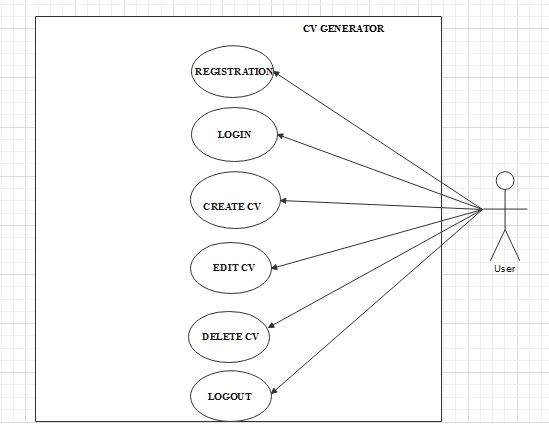 CV GENERATOR
REGISTRATION
LOGIN
CREATE CV
EDIT CV
User
DELETE CV
LOGOUT